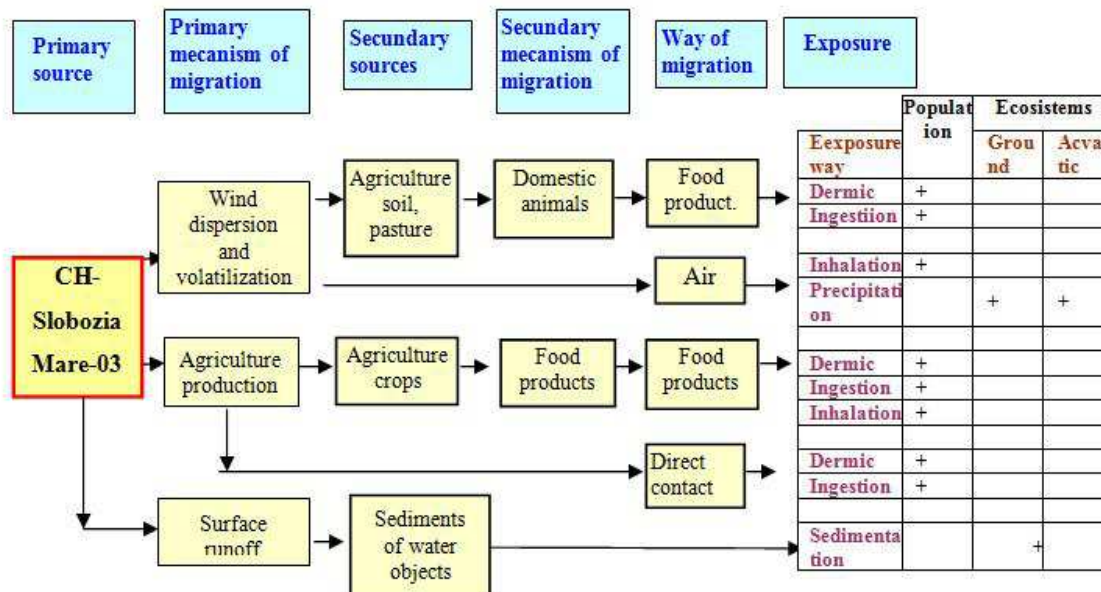 Primary
source
Primary
mecanism of
migration
Secundary
sources
Secundary
mecanism of
migration
Way of
migration
Exposure
Populat
ion
Ecosistems
Eexposure
way
Grou
nd
Acva
tic
Dermic +
Ingestiion +
Inhalation +
Precipitati
on
+ +
Dermic +
Ingestion +
Inhalation +
Dermic +
Ingestion +
Sedimenta
tion
+
CH-
Slobozia
Mare-03
Wind
dispersion
and
volatilization
Agriculture
soil,
pasture
Domestic
animals
Food
product.
Air
Agriculture
production
Agriculture
crops
Food
products
Food
products
Direct
contact
Surface
runoff
Sediments
of water
objects